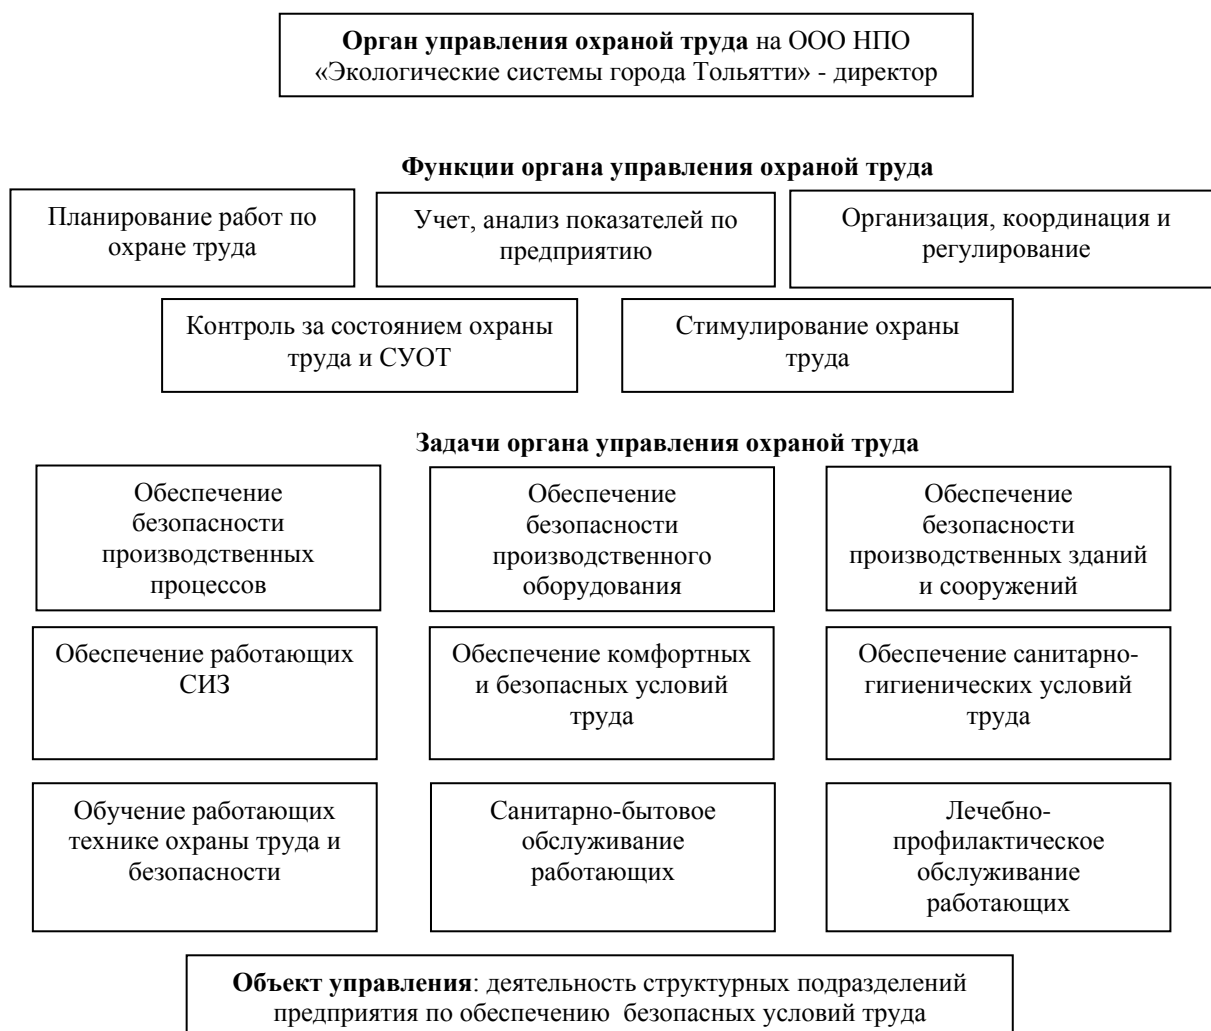 Орган управления охраной труда на ООО НПО
«Экологические системы города Тольятти» - директор
Функции органа управления охраной труда
Планирование работ по
охране труда
Учет, анализ показателей по
предприятию
Организация, координация и
регулирование
Контроль за состоянием охраны
труда и СУОТ
Стимулирование охраны
труда
Задачи органа управления охраной труда
Обеспечение
безопасности
производственных
процессов
Обеспечение
безопасности
производственного
оборудования
Обеспечение
безопасности
производственных зданий
и сооружений
Обеспечение работающих
СИЗ
Обеспечение комфортных
и безопасных условий
труда
Обеспечение санитарно-
гигиенических условий
труда
Обучение работающих
технике охраны труда и
безопасности
Санитарно-бытовое
обслуживание
работающих
Лечебно-
профилактическое
обслуживание
работающих
Объект управления: деятельность структурных подразделений
предприятия по обеспечению безопасных условий труда